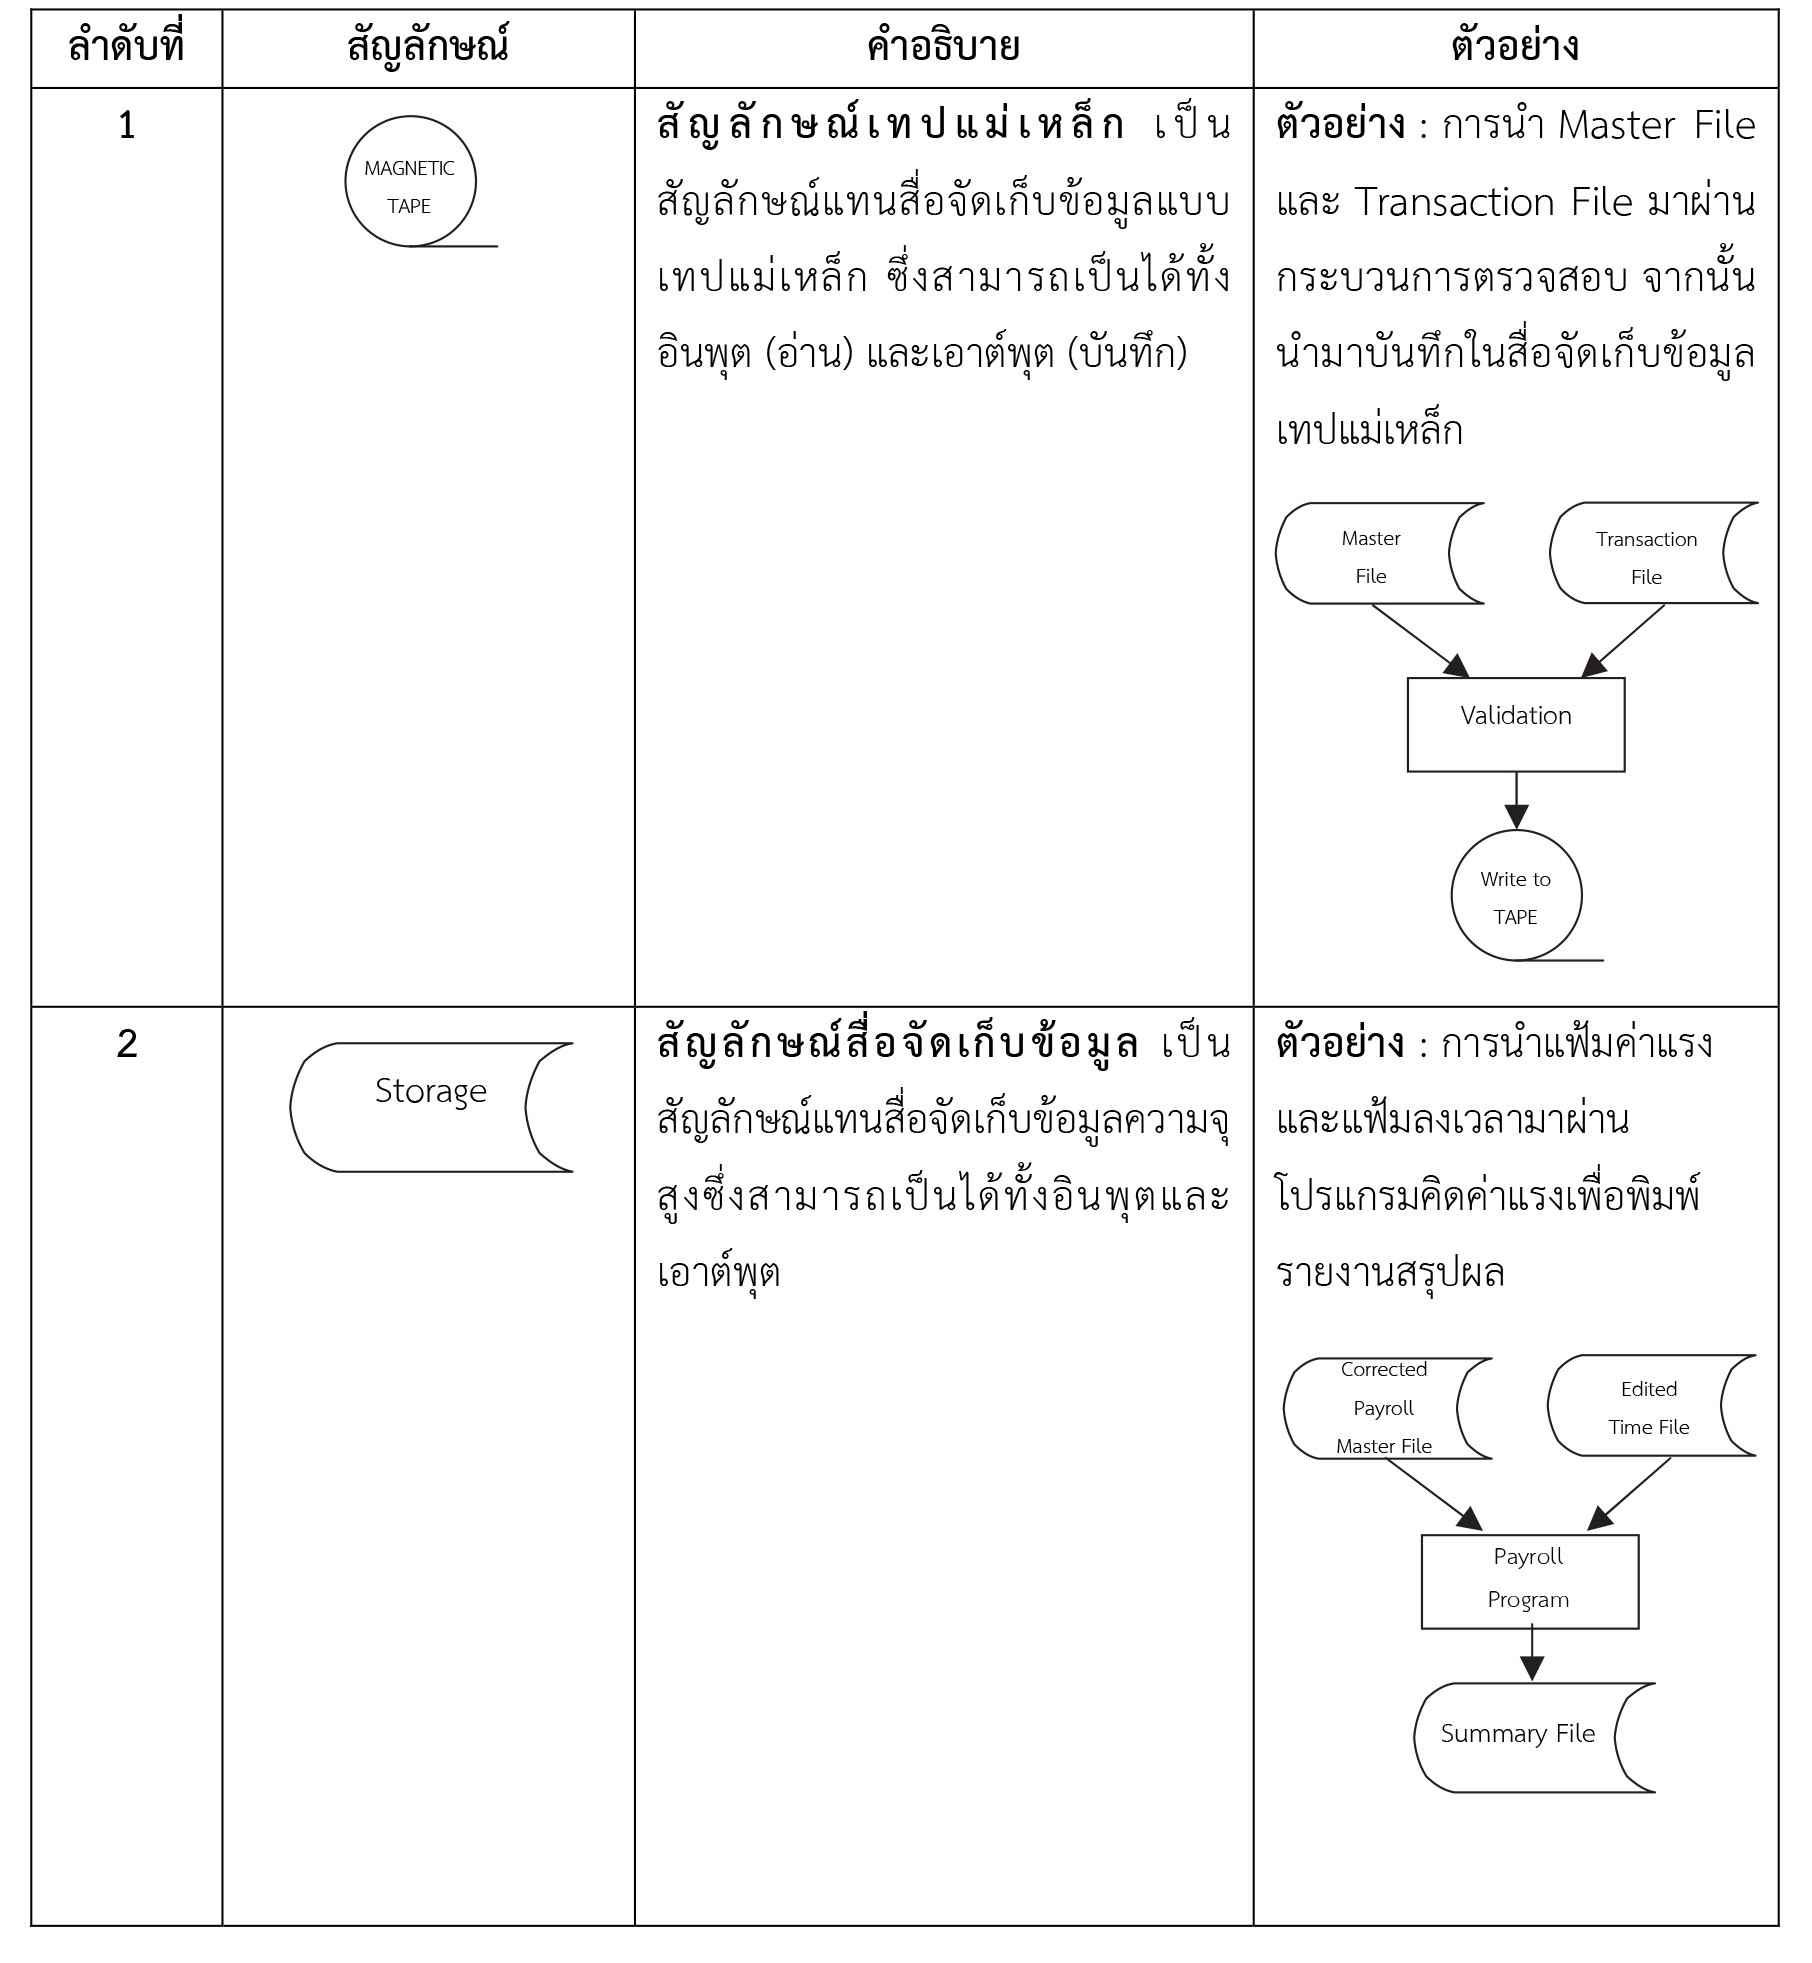 ลำดับที่ สัญลักษณ์ คำอธิบาย ตัวอย่าง
1
MAGNETIC
TAPE
สัญลักษณ์เทปแม่เหล็ก เป็น
สัญลักษณ์แทนสื่อจัดเก็บข้อมูลแบบ
เทปแม่เหล็ก ซึ่งสามารถเป็นได้ทั้ง
อินพุต (อ่าน) และเอาต์พุต (บันทึก)
ตัวอย่าง : การนำ Master File
และ Transaction File มาผ่าน
กระบวนการตรวจสอบ จากนั้น
นำมาบันทึกในสื่อจัดเก็บข้อมูล
เทปแม่เหล็ก
Master
File
Transaction
File
Validation
Write to
TAPE
2
Storage
สัญลักษณ์สื่อจัดเก็บข้อมูล เป็น
สัญลักษณ์แทนสื่อจัดเก็บข้อมูลความจุ
สูงซึ่งสามารถเป็นได้ทั้งอินพุตและ
เอาต์พุต
ตัวอย่าง : การนำแฟ้มค่าแรง
และแฟ้มลงเวลามาผ่าน
โปรแกรมคิดค่าแรงเพื่อพิมพ์
รายงานสรุปผล
Corrected
Payroll
Master File
Edited
Time File
Payroll
Program
Summary File